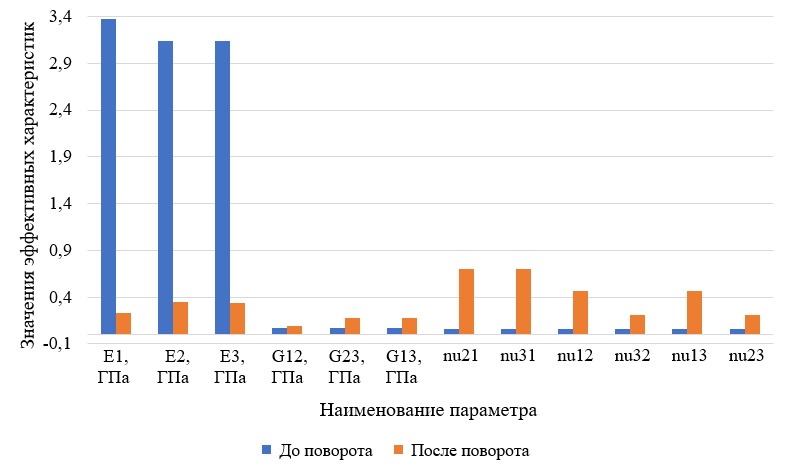 Значения эффективных характеристик
3,4
2,9
2,4
1,9
1,4
0,9
0,4
-0,1
E1, ГПа
E2, ГПа
E3, ГПа
G12, ГПа
G23, ГПа
G13, ГПа
nu21
nu31
nu12
nu32
nu13
nu23
Наименование параметра
До поворота
После поворота